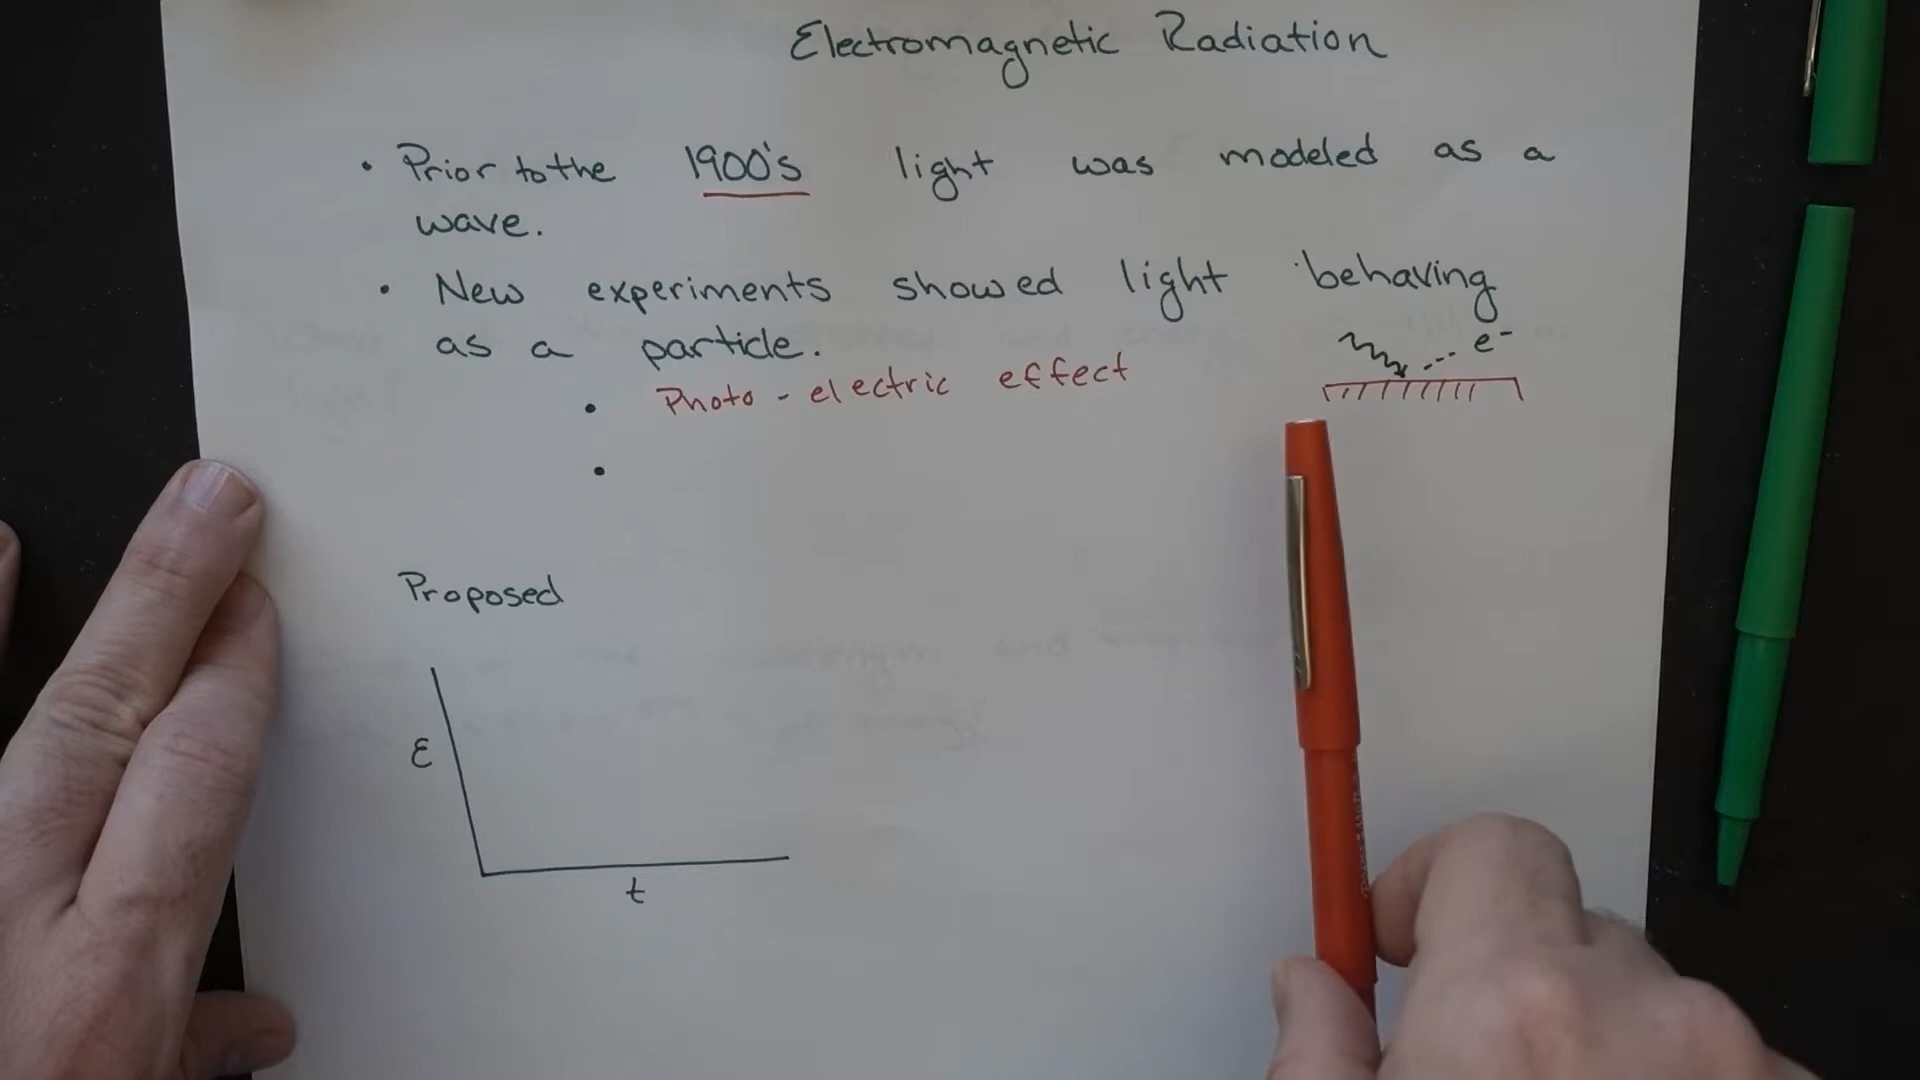 Electromagnetic Radiation
• Prior to the 1900's light was modeled as a
wave.
• New experiments showed light behaving
as a particle.
• Photo-electric effect
e⁻
•
Proposed
ε
t